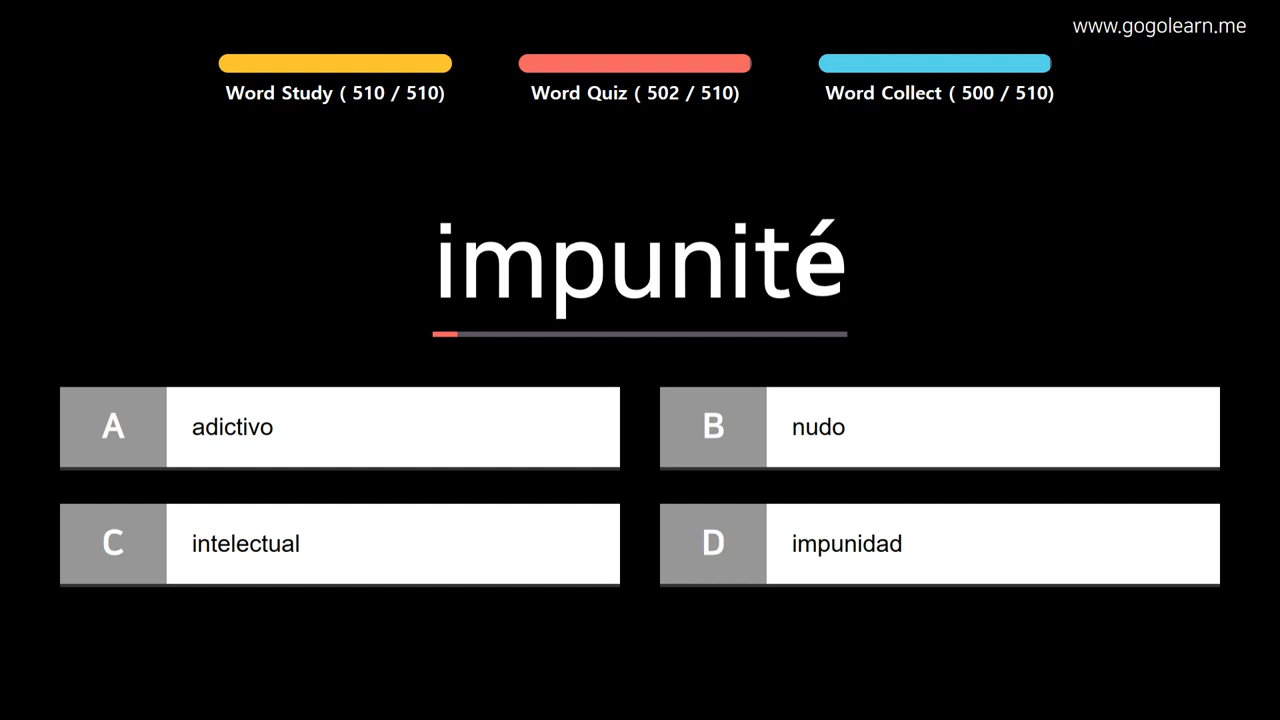 www.gogolearn.me
Word Study ( 510 / 510)
Word Quiz ( 502 / 510)
Word Collect ( 500 / 510)
impunité
A
adictivo
B
nudo
C
intelectual
D
impunidad